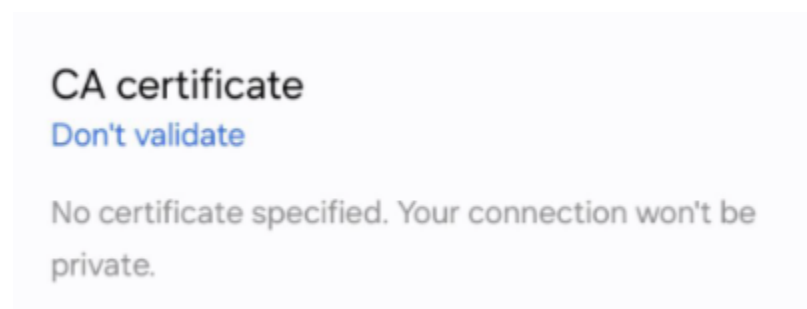 CA certificate
Don't validate
No certificate specified. Your connection won't be
private.